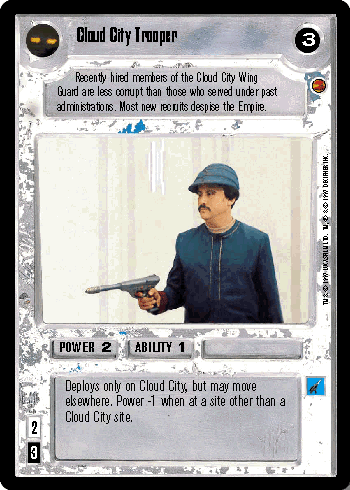 Cloud City Trooper
3
Recently hired members of the Cloud City Wing
Guard are less corrupt than those who served under past
administrations. Most new recruits despise the Empire.
POWER 2
ABILITY 1
Deploys only on Cloud City, but may move
elsewhere. Power -1 when at a site other than a
Cloud City site.
2
3